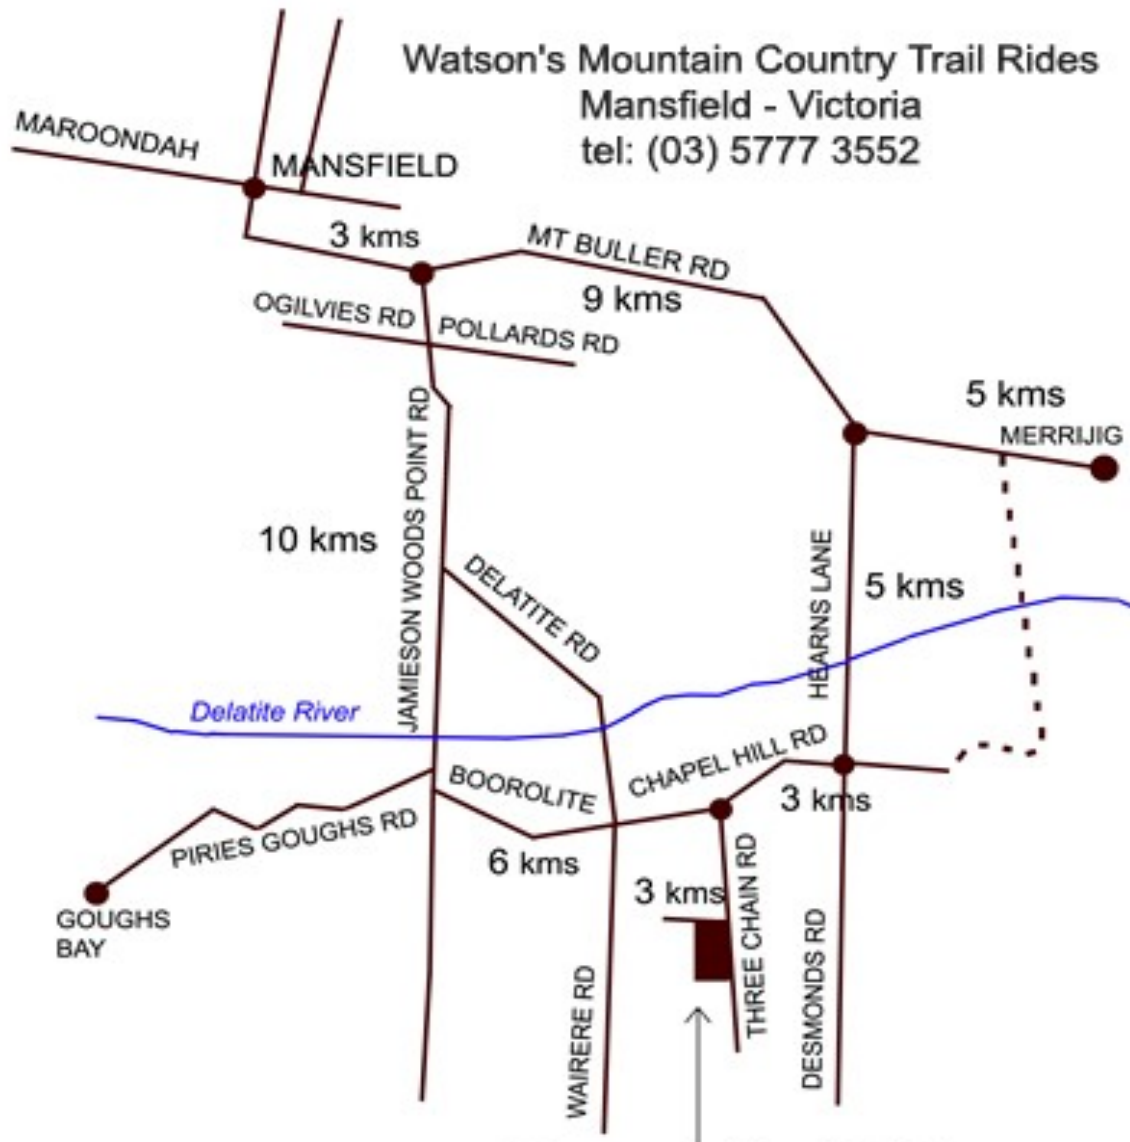 Watson's Mountain Country Trail Rides
Mansfield - Victoria
tel: (03) 5777 3552
MAROONDAH
MANSFIELD
3 kms
MT BULLER RD
9 kms
OGILVIES RD
POLLARDS RD
5 kms
MERRIJIG
JAMIESON WOODS POINT RD
10 kms
DELATITE RD
HEARNS LANE
5 kms
Delatite River
BOOROLITE
CHAPEL HILL RD
3 kms
PIRIES GOUGHS RD
6 kms
3 kms
THREE CHAIN RD
GOUGHS
BAY
WAIRERE RD
DESMONDS RD